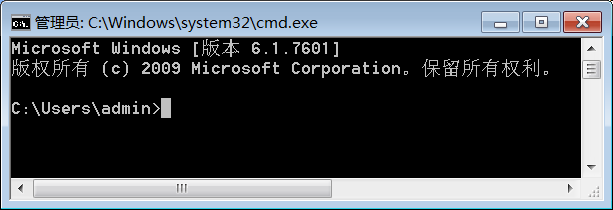 管理员: C:\Windows\system32\cmd.exe
Microsoft Windows [版本 6.1.7601]
版权所有 (c) 2009 Microsoft Corporation。保留所有权利。
C:\Users\admin>